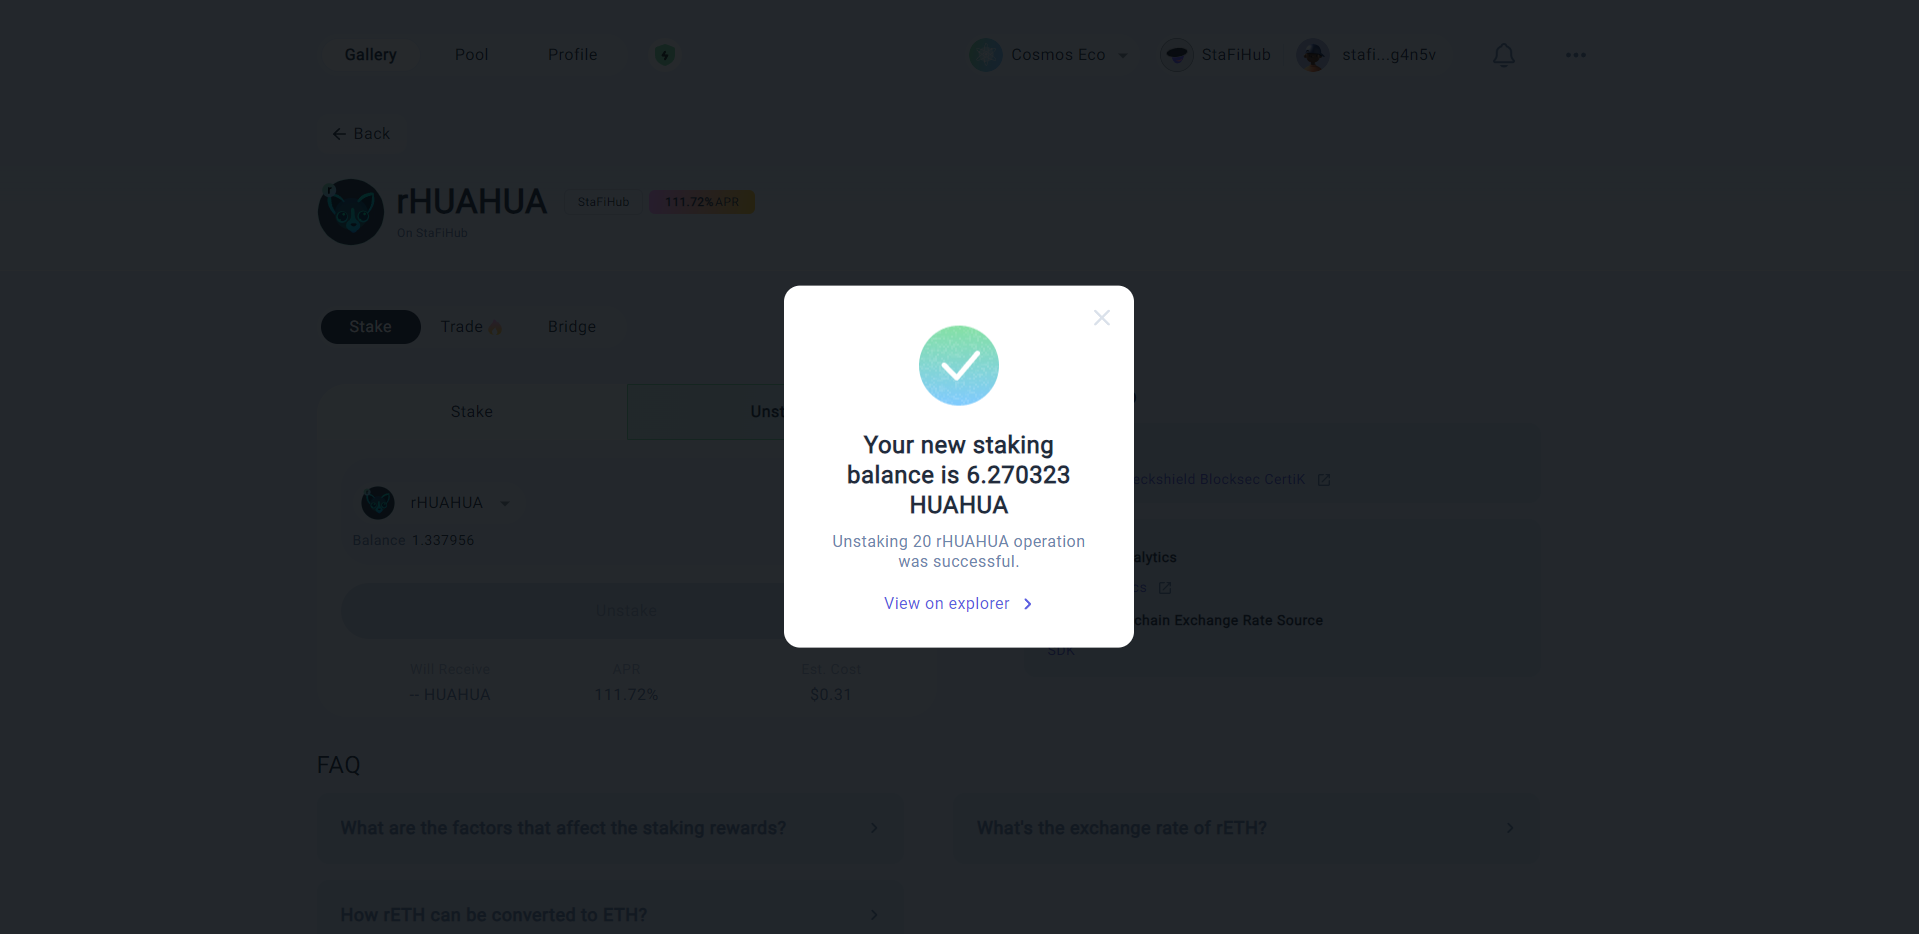 Gallery
Pool
Profile
Cosmos Eco
StaFiHub
stafi...g4n5v
Back
rHUAHUA
StaFiHub
111.72% APR
On StaFiHub
Stake
Trade
Bridge
Stake
Unst
rHUAHUA
Balance: 1.337956
Unstake
Will Receive
APR
Est. Cost
-- HUAHUA
111.72%
$0.31
Your new staking
balance is 6.270323
HUAHUA
Unstaking 20 rHUAHUA operation
was successful.
View on explorer
eckshield Blocksec CertiK
alytics
cs
chain Exchange Rate Source
SDK
FAQ
What are the factors that affect the staking rewards?
What's the exchange rate of rETH?
How rETH can be converted to ETH?